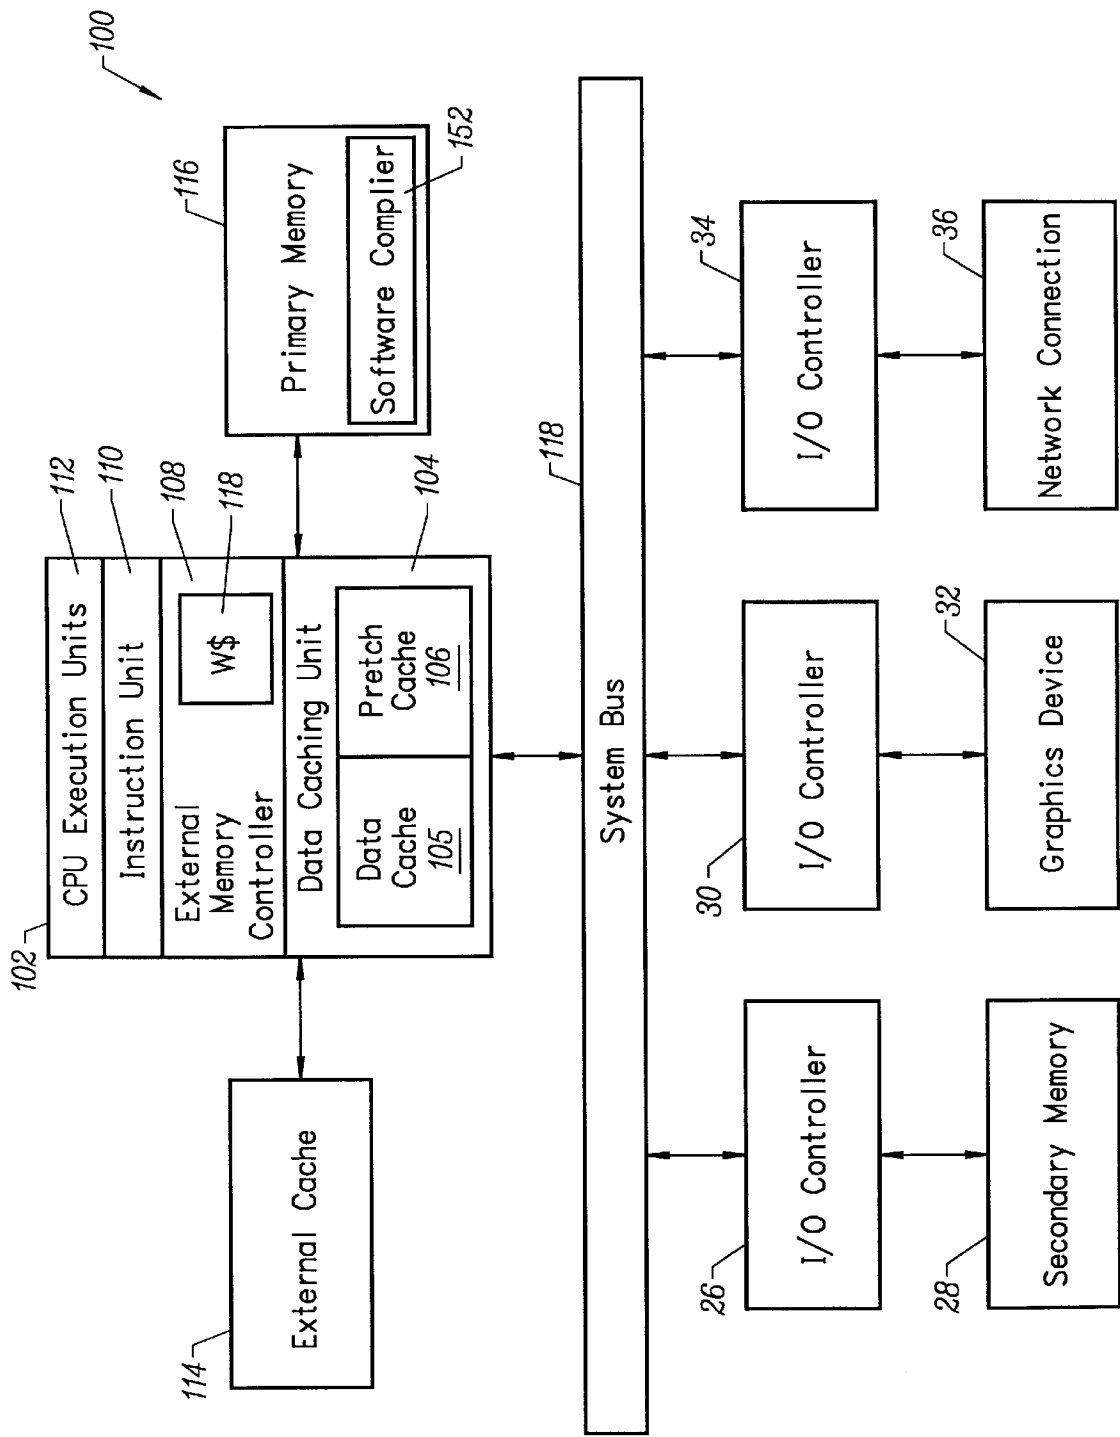 100
102
CPU Execution Units
112
Instruction Unit
110
External
Memory
Controller
108
W$
118
Data Caching Unit
104
Data
Cache
105
Pretch
Cache
106
114
External Cache
116
Primary Memory
Software Complier
152
System Bus
118
26
I/O Controller
30
I/O Controller
34
I/O Controller
28
Secondary Memory
Graphics Device
32
Network Connection
36